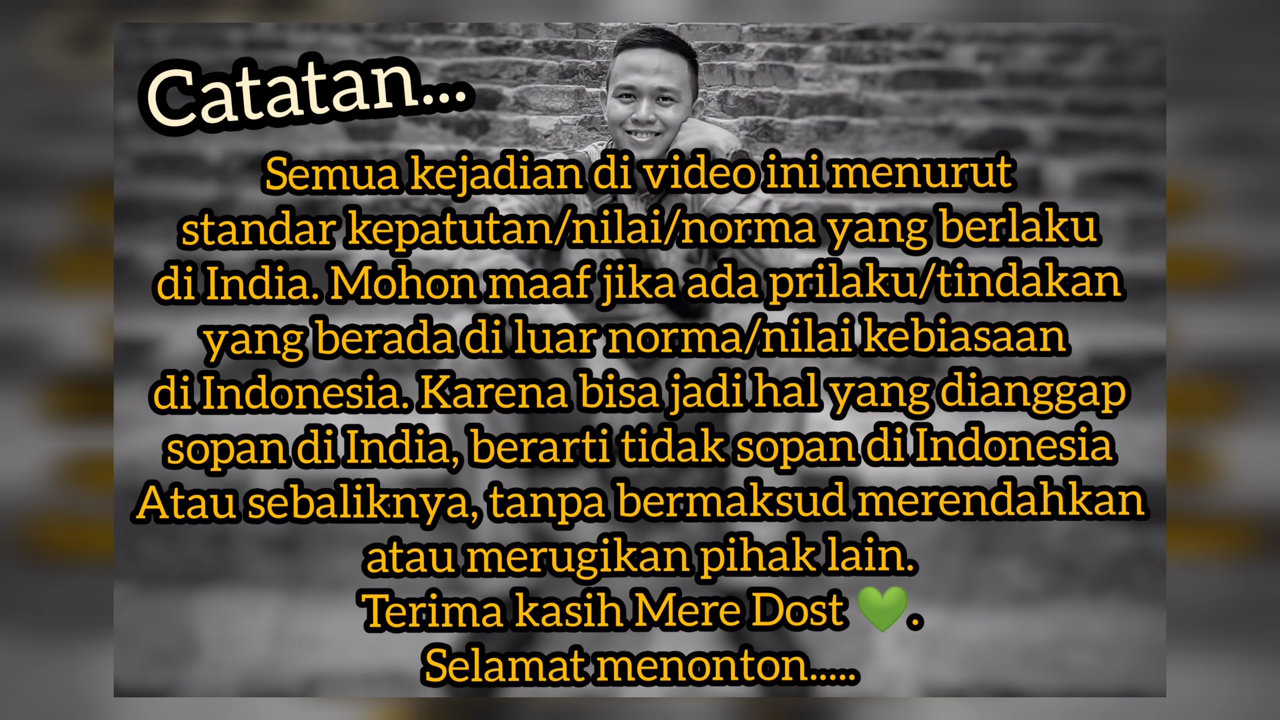 Catatan...
Semua kejadian di video ini menurut
standar kepatutan/nilai/norma yang berlaku
di India. Mohon maaf jika ada prilaku/tindakan
yang berada di luar norma/nilai kebiasaan
di Indonesia. Karena bisa jadi hal yang dianggap
sopan di India, berarti tidak sopan di Indonesia
Atau sebaliknya, tanpa bermaksud merendahkan
atau merugikan pihak lain.
Terima kasih Mere Dost 💚.
Selamat menonton.....